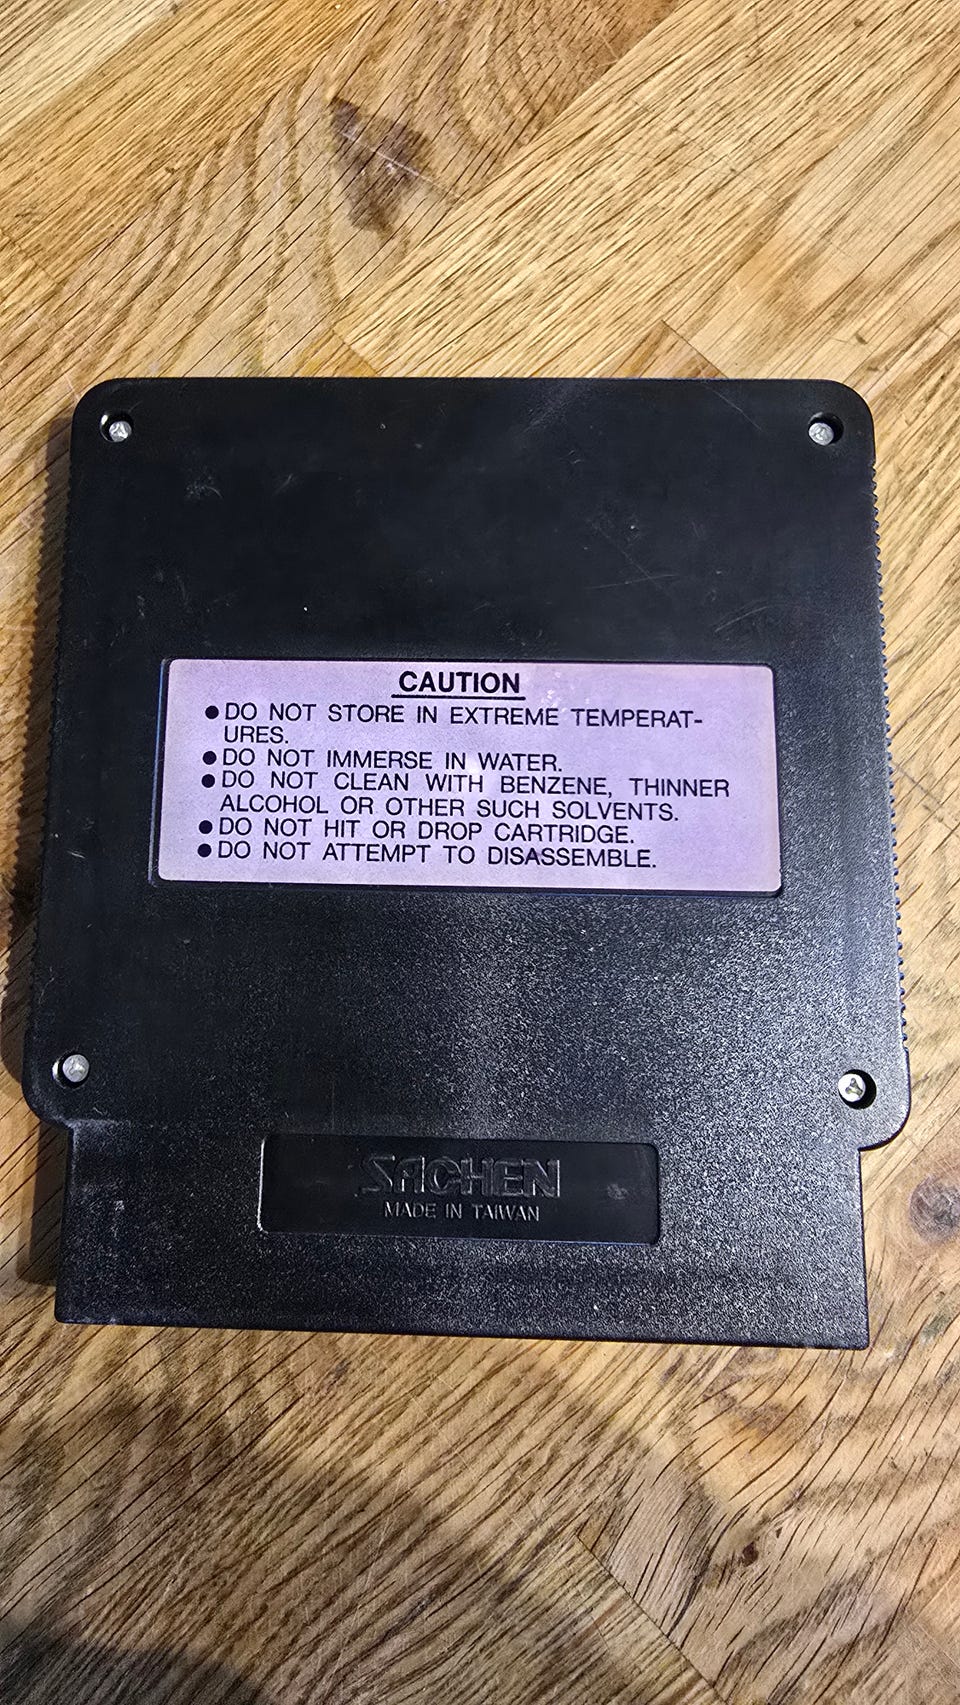 CAUTION
● DO NOT STORE IN EXTREME TEMPERAT-
URES.
● DO NOT IMMERSE IN WATER.
● DO NOT CLEAN WITH BENZENE, THINNER
ALCOHOL OR OTHER SUCH SOLVENTS.
● DO NOT HIT OR DROP CARTRIDGE.
● DO NOT ATTEMPT TO DISASSEMBLE.
SACHEN
MADE IN TAIWAN